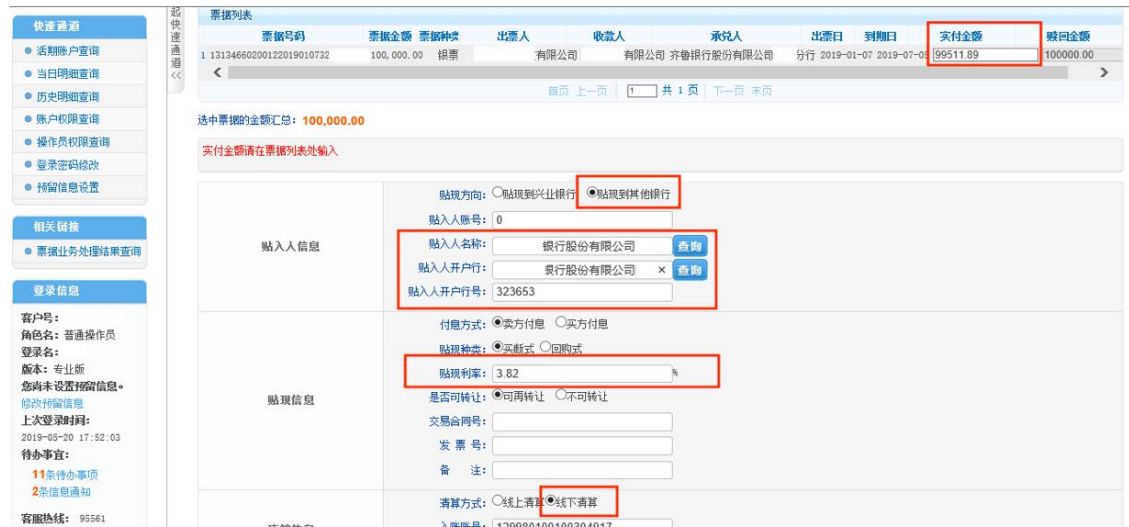 快速通道
活期账户查询
当日明细查询
历史明细查询
账户权限查询
操作员权限查询
登录密码修改
预留信息设置
相关链接
票据业务处理结果查询
登录信息
客户号:
角色名: 普通操作员
登录名:
版本: 专业版
您尚未设置预留信息。
修改预留信息
上次登录时间:
2019-05-20 17:52:03
待办事宜:
11条待办事项
2条信息通知
客服热线: 95561
起快速通道<<
票据列表
票据号码 票据金额 票据种类 出票人 收款人 承兑人 出票日 到期日 实付金额 赎回金额
1 13134660200122019010732 100,000.00 银票 有限公司 有限公司 齐鲁银行股份有限公司 分行 2019-01-07 2019-07-05 99511.89 100000.00
首页 上一页 1 共 1 页 下一页 末页
选中票据的金额汇总: 100,000.00
实付金额请在票据列表处输入
贴入人信息
贴现方向: 贴现到兴业银行 贴现到其他银行
贴入人账号: 0
贴入人名称: 银行股份有限公司 查询
贴入人开户行: 银行股份有限公司 × 查询
贴入人开户行号: 323653
贴现信息
付息方式: 卖方付息 买方付息
贴现种类: 买断式 回购式
贴现利率: 3.82 %
是否可转让: 可再转让 不可转让
交易合同号:
发 票 号:
备 注:
清算方式: 线上清算 线下清算
入账账号: 129980100100304917